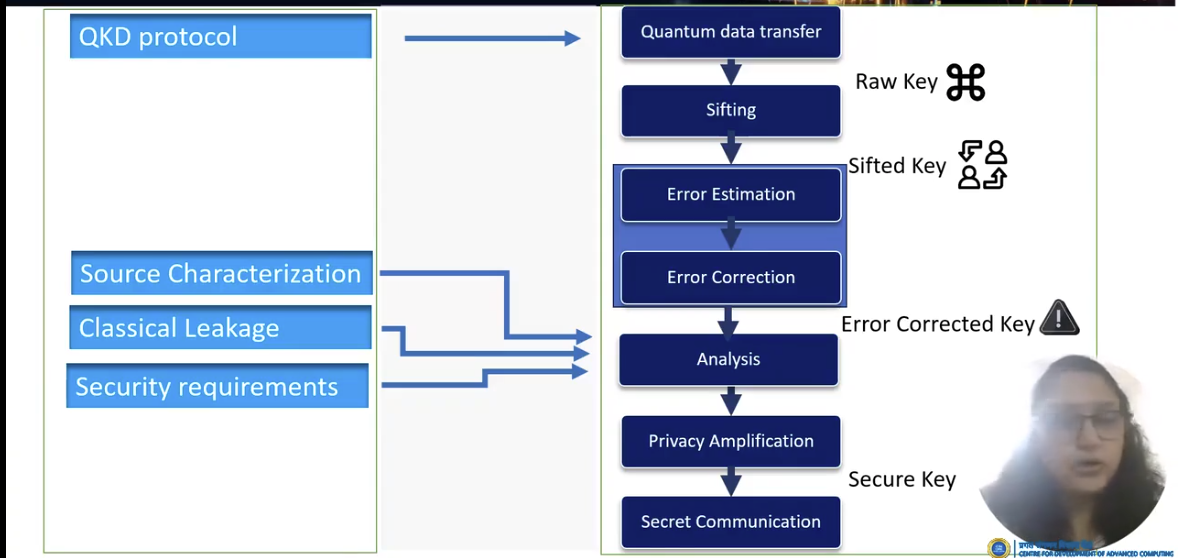 QKD protocol
Source Characterization
Classical Leakage
Security requirements
Quantum data transfer
Raw Key
Sifting
Sifted Key
Error Estimation
Error Correction
Error Corrected Key
Analysis
Privacy Amplification
Secure Key
Secret Communication
CENTRE FOR DEVELOPMENT OF ADVANCED COMPUTING